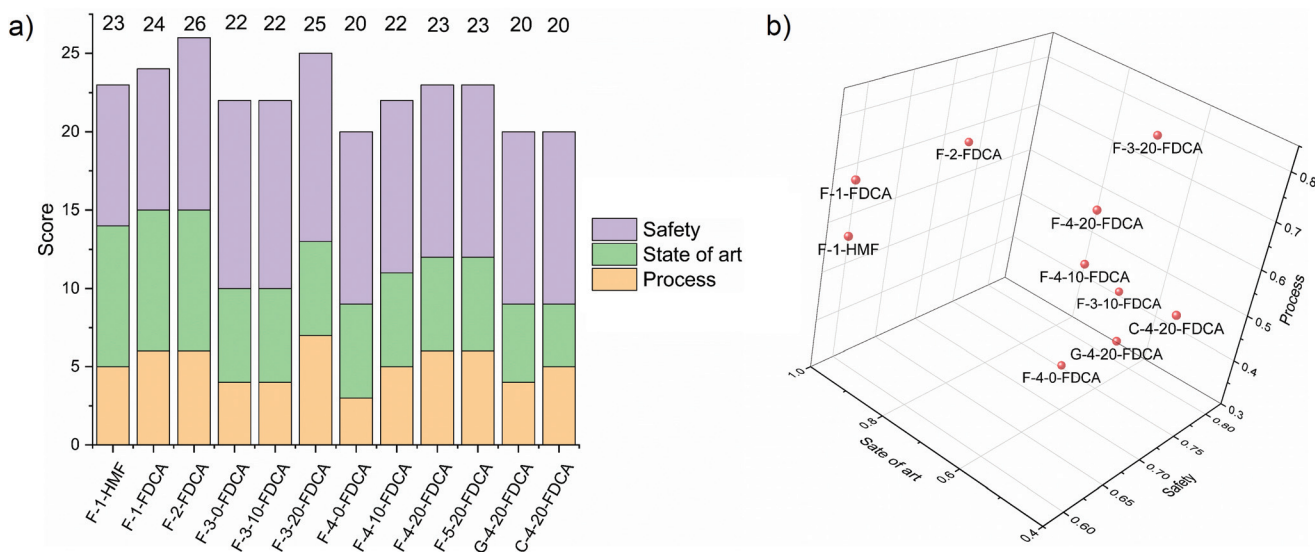 a)
23 24 26 22 22 25 20 22 23 23 20 20
25
20
15
10
5
0
Score
Safety
State of art
Process
F-1-HMF
F-1-FDCA
F-2-FDCA
F-3-0-FDCA
F-3-10-FDCA
F-3-20-FDCA
F-4-0-FDCA
F-4-10-FDCA
F-4-20-FDCA
F-5-20-FDCA
G-4-20-FDCA
C-4-20-FDCA
b)
F-3-20-FDCA
F-2-FDCA
F-1-FDCA
F-4-20-FDCA
F-1-HMF
F-4-10-FDCA
F-3-10-FDCA
C-4-20-FDCA
G-4-20-FDCA
F-4-0-FDCA
0.8
0.7
0.6
0.5
0.4
0.3
Process
1.0
0.8
0.6
0.4
Sate of art
0.80
0.75
0.70
0.65
0.60
Safety